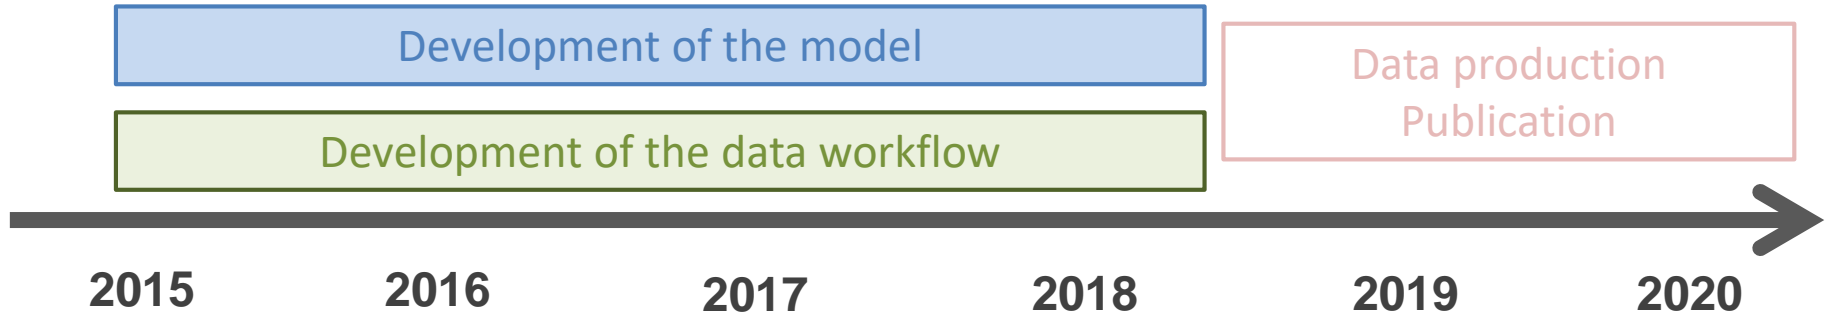 Development of the model
Data production
Publication
Development of the data workflow
2015 2016 2017 2018 2019 2020